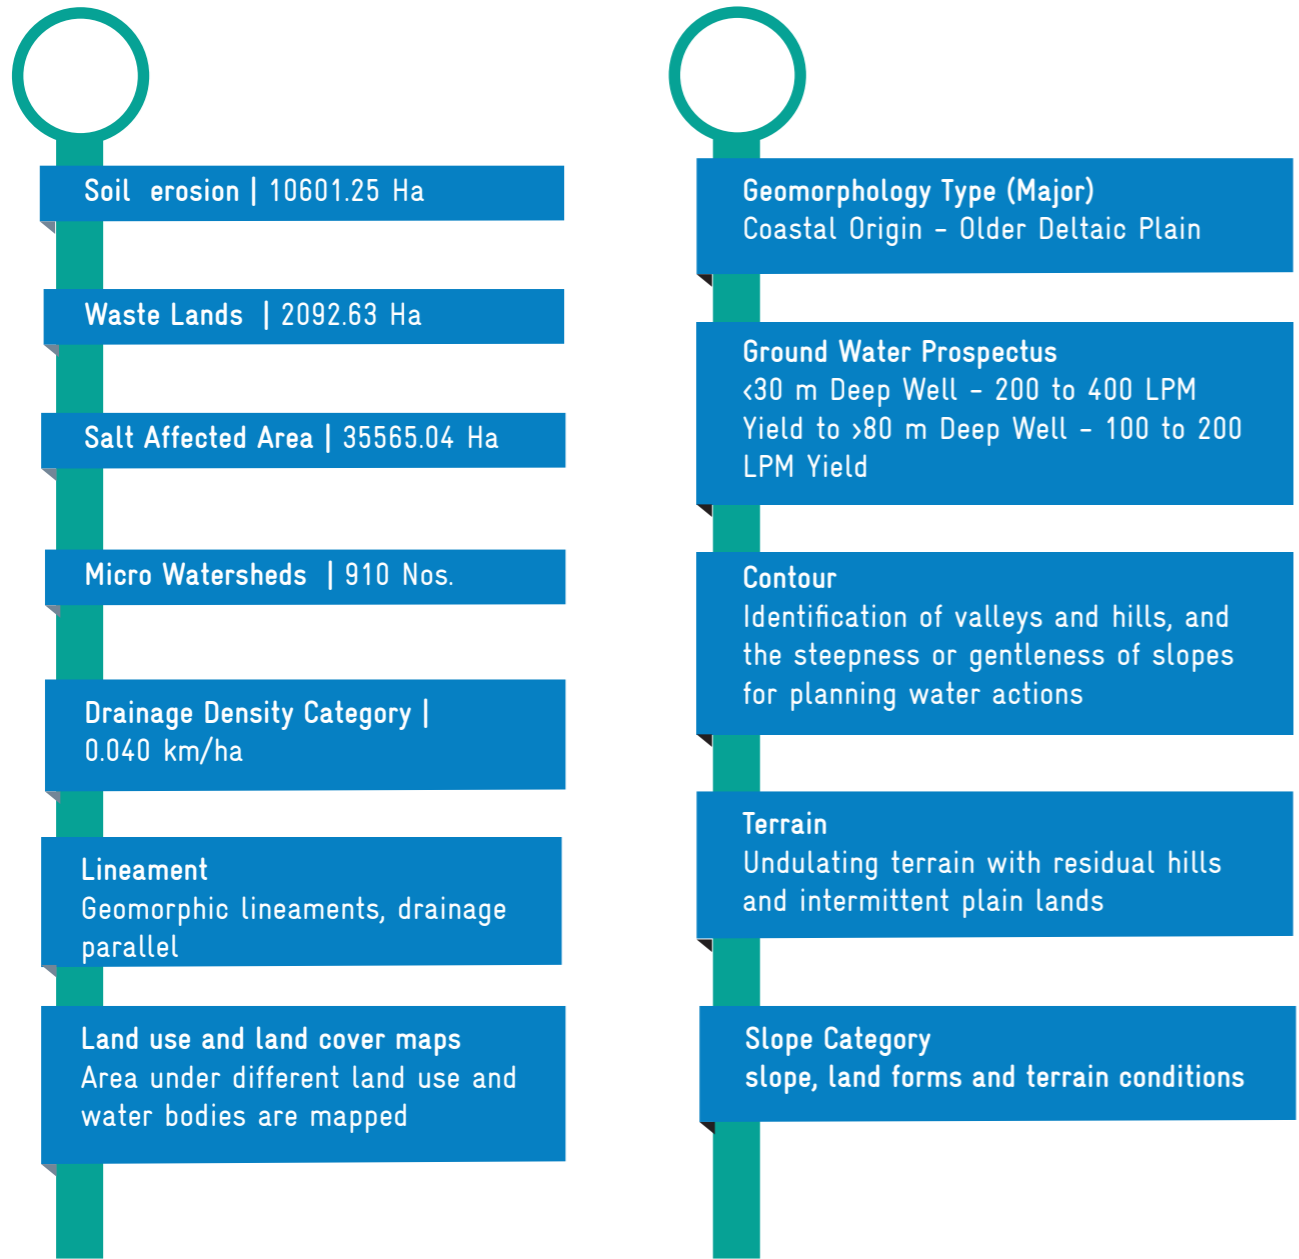 Soil erosion | 10601.25 Ha
Waste Lands | 2092.63 Ha
Salt Affected Area | 35565.04 Ha
Micro Watersheds | 910 Nos.
Drainage Density Category |
0.040 km/ha
Lineament
Geomorphic lineaments, drainage
parallel
Land use and land cover maps
Area under different land use and
water bodies are mapped
Geomorphology Type (Major)
Coastal Origin – Older Deltaic Plain
Ground Water Prospectus
<30 m Deep Well – 200 to 400 LPM
Yield to >80 m Deep Well – 100 to 200
LPM Yield
Contour
Identification of valleys and hills, and
the steepness or gentleness of slopes
for planning water actions
Terrain
Undulating terrain with residual hills
and intermittent plain lands
Slope Category
slope, land forms and terrain conditions